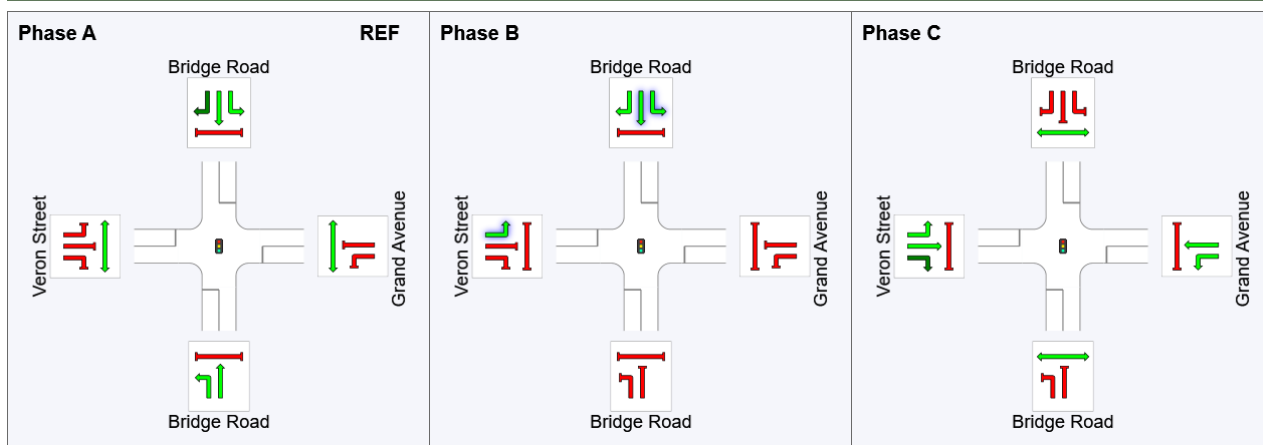 Phase A
REF
Bridge Road
Veron Street
Grand Avenue
Bridge Road
Phase B
Bridge Road
Veron Street
Grand Avenue
Bridge Road
Phase C
Bridge Road
Veron Street
Grand Avenue
Bridge Road